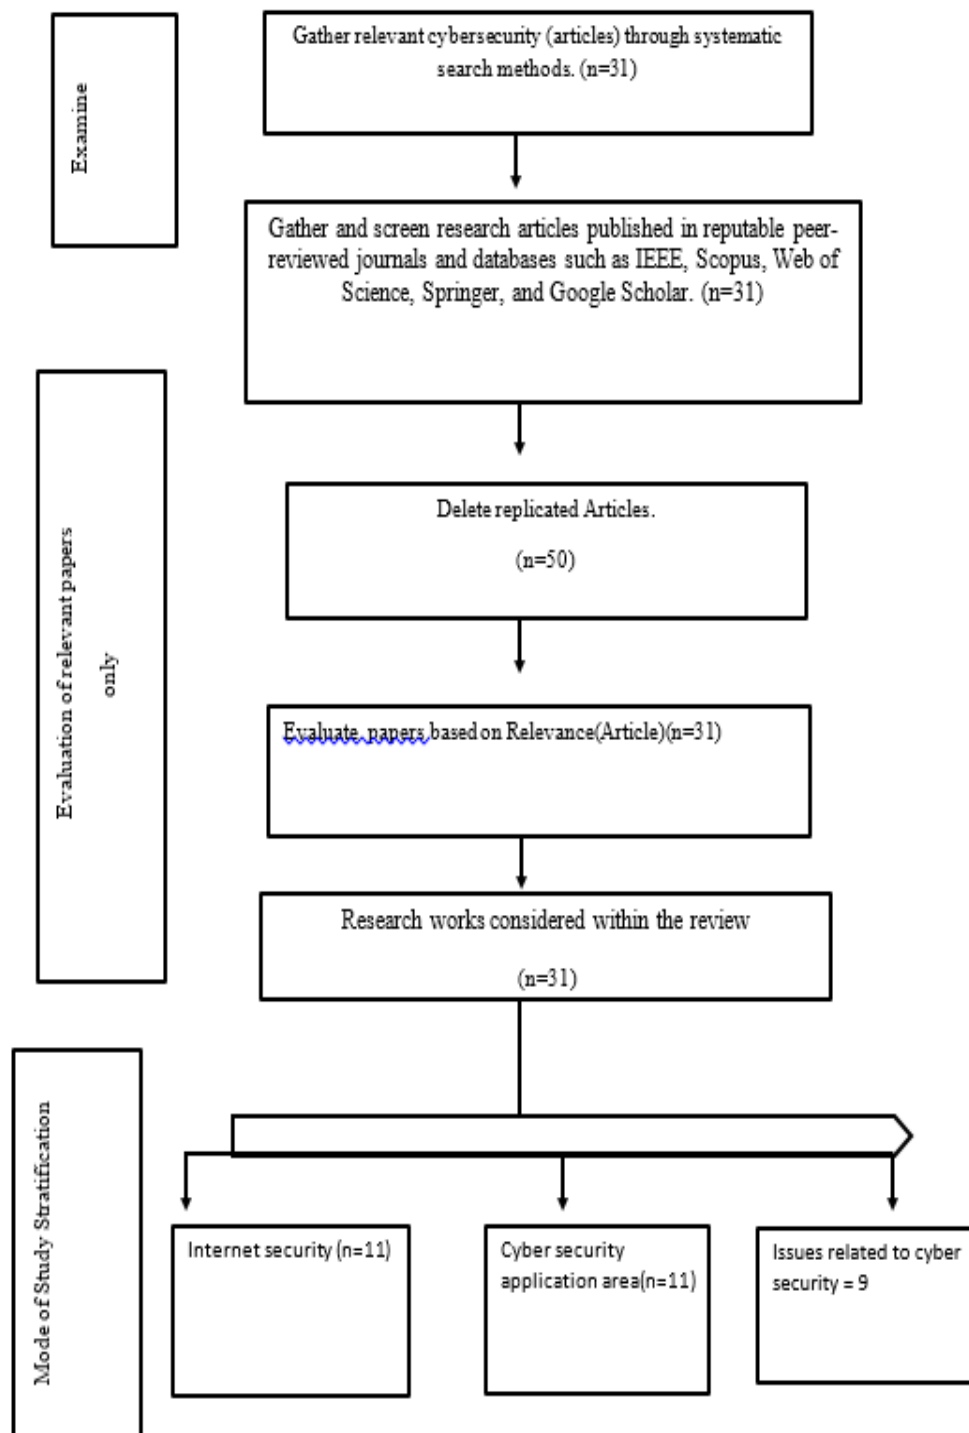 Examine
Gather relevant cybersecurity (articles) through systematic
search methods. (n=31)
Gather and screen research articles published in reputable peer-
reviewed journals and databases such as IEEE, Scopus, Web of
Science, Springer, and Google Scholar. (n=31)
Evaluation of relevant papers
only
Delete replicated Articles.
(n=50)
Evaluate papers based on Relevance(Article)(n=31)
Research works considered within the review
(n=31)
Mode of Study Stratification
Internet security (n=11)
Cyber security
application area(n=11)
Issues related to cyber
security = 9